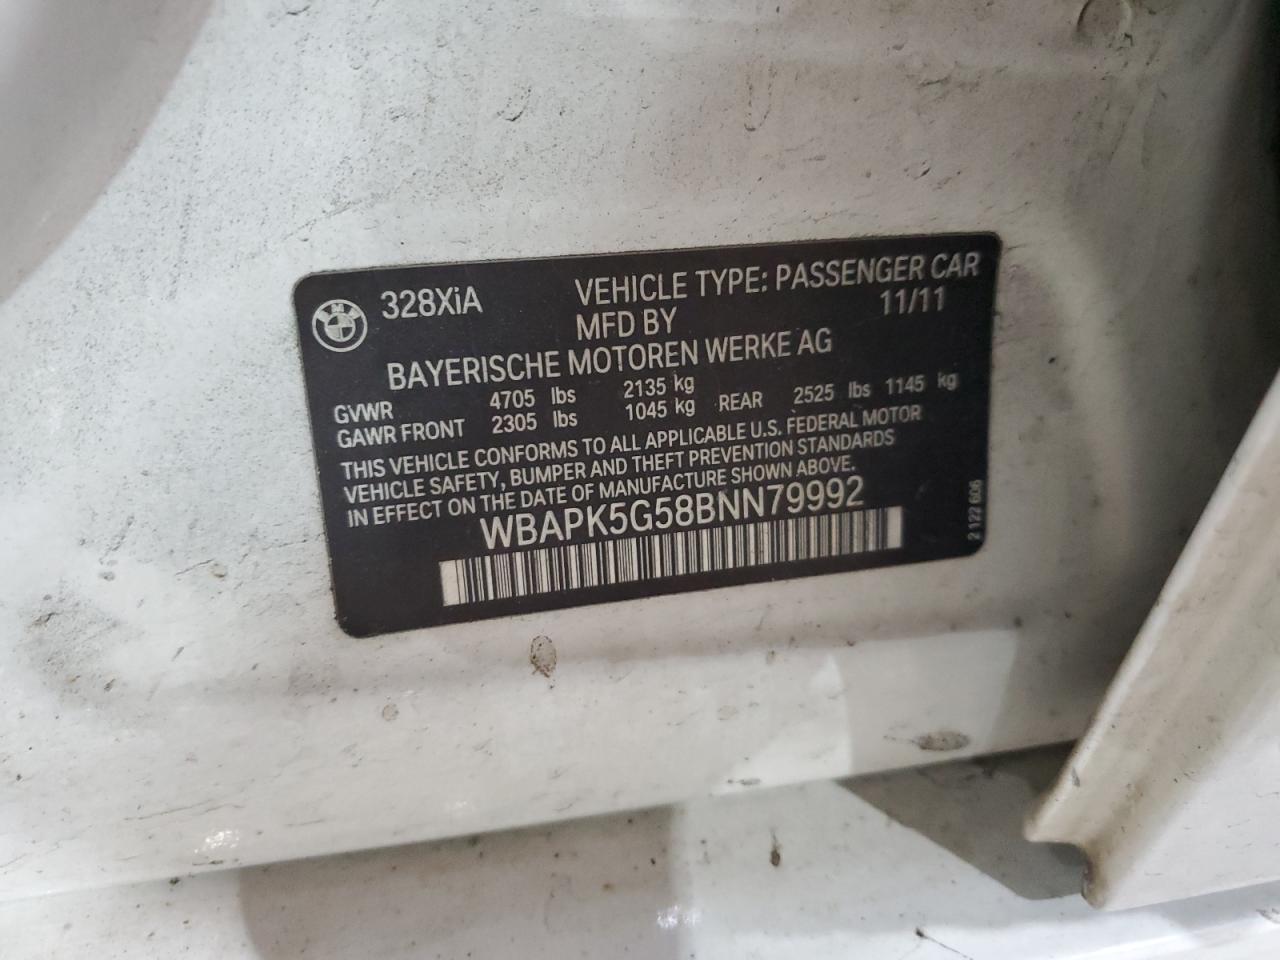 BMW 328XiA VEHICLE TYPE: PASSENGER CAR
MFD BY 11/11
BAYERISCHE MOTOREN WERKE AG
GVWR 4705 lbs 2135 kg
GAWR FRONT 2305 lbs 1045 kg REAR 2525 lbs 1145 kg
THIS VEHICLE CONFORMS TO ALL APPLICABLE U.S. FEDERAL MOTOR
VEHICLE SAFETY, BUMPER AND THEFT PREVENTION STANDARDS
IN EFFECT ON THE DATE OF MANUFACTURE SHOWN ABOVE.
WBAPK5G58BNN79992
2 122 606